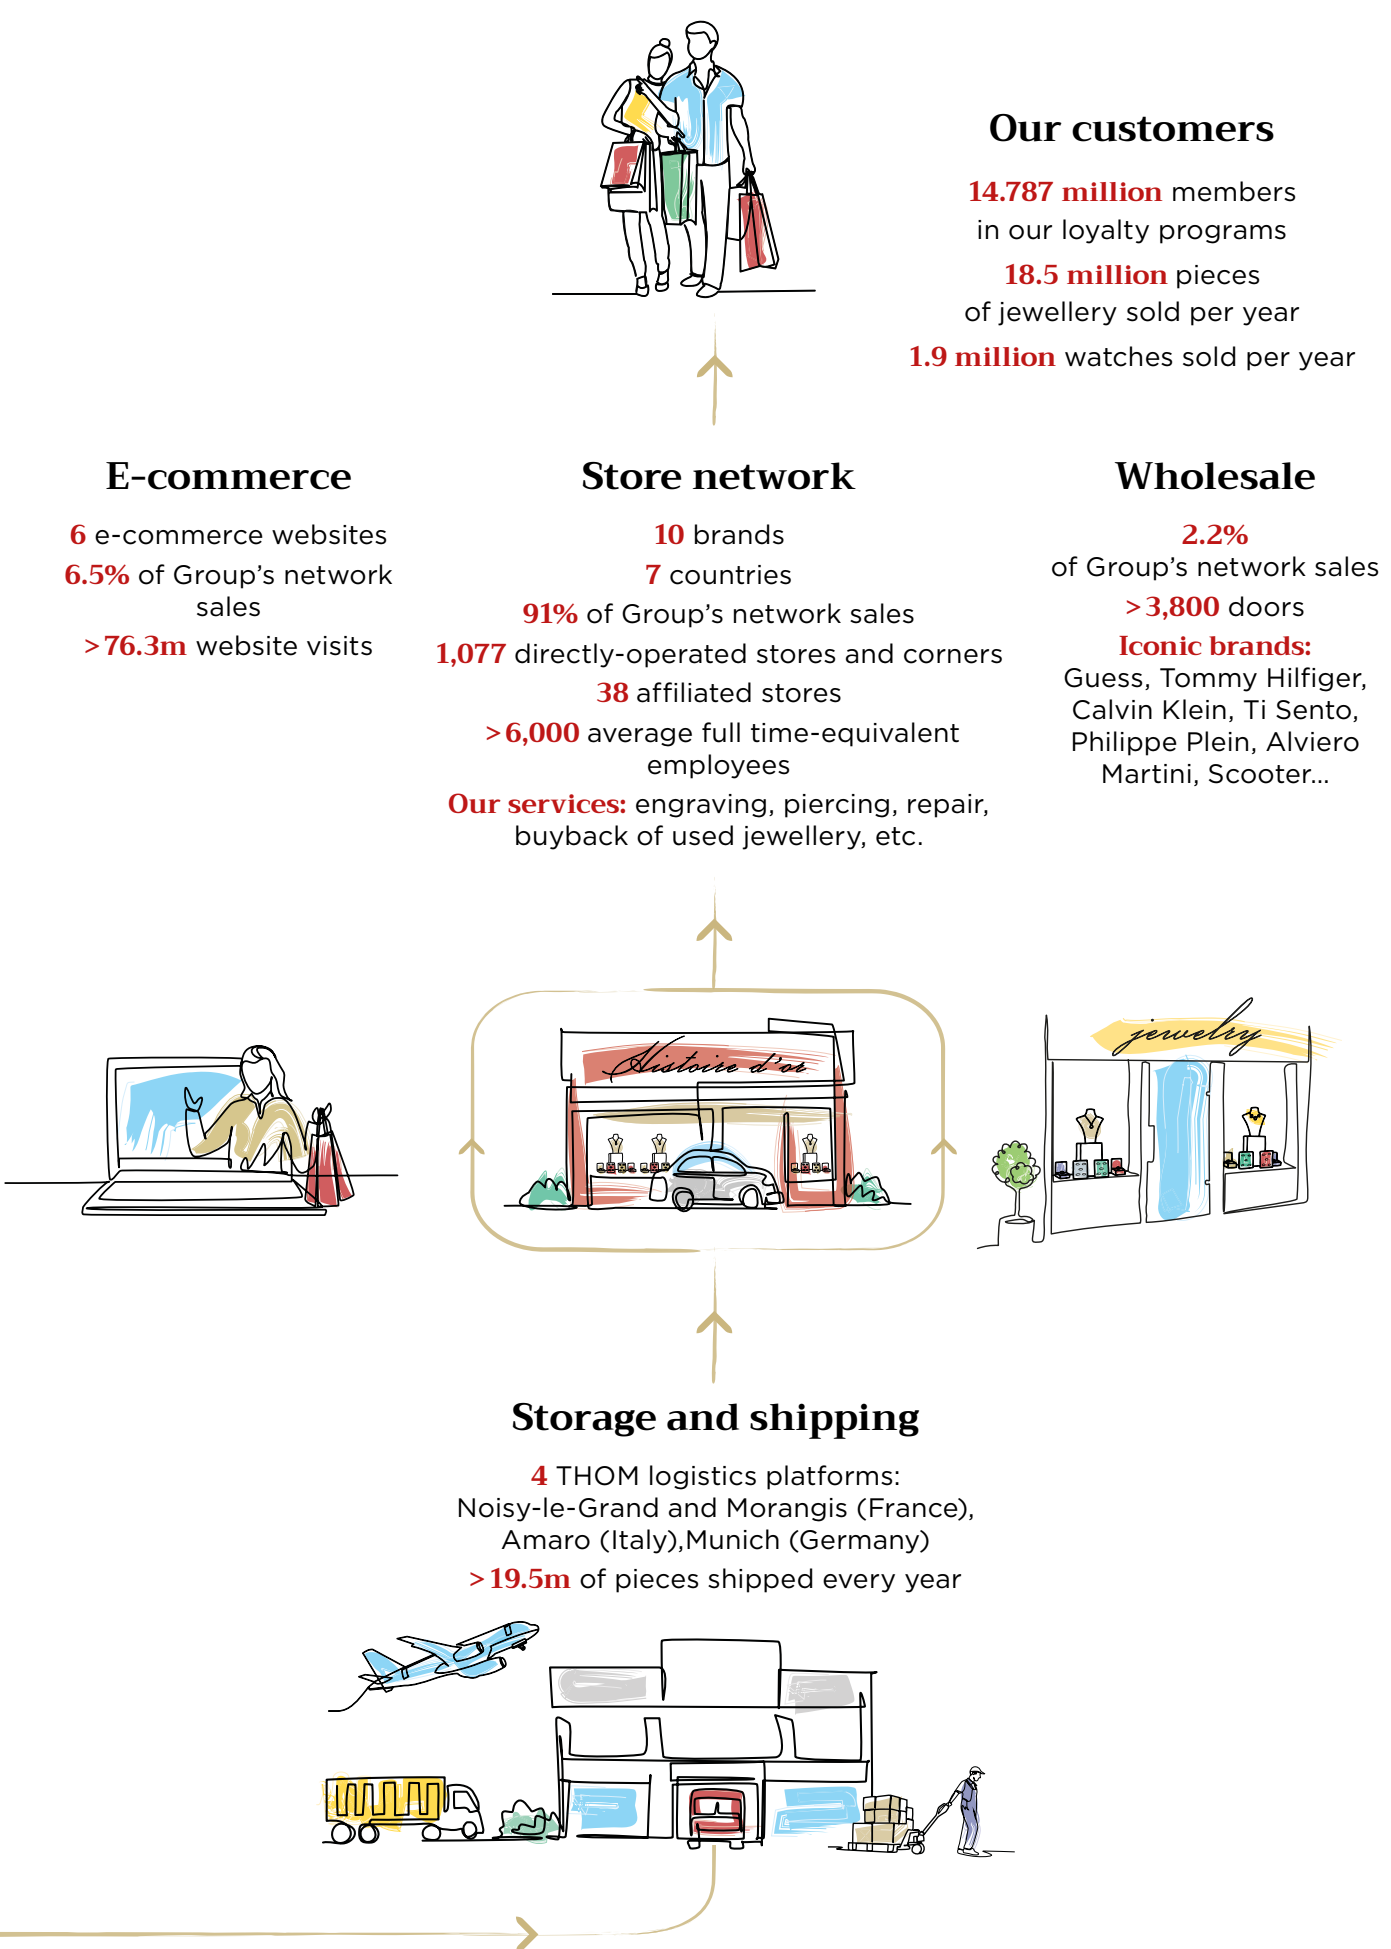 Our customers
14.787 million members
in our loyalty programs
18.5 million pieces
of jewellery sold per year
1.9 million watches sold per year
E-commerce
6 e-commerce websites
6.5% of Group's network
sales
>76.3m website visits
Store network
10 brands
7 countries
91% of Group's network sales
1,077 directly-operated stores and corners
38 affiliated stores
>6,000 average full time-equivalent
employees
Our services: engraving, piercing, repair,
buyback of used jewellery, etc.
Wholesale
2.2%
of Group's network sales
>3,800 doors
Iconic brands:
Guess, Tommy Hilfiger,
Calvin Klein, Ti Sento,
Philippe Plein, Alviero
Martini, Scooter...
Histoire d'or
jewelry
Storage and shipping
4 THOM logistics platforms:
Noisy-le-Grand and Morangis (France),
Amaro (Italy),Munich (Germany)
>19.5m of pieces shipped every year